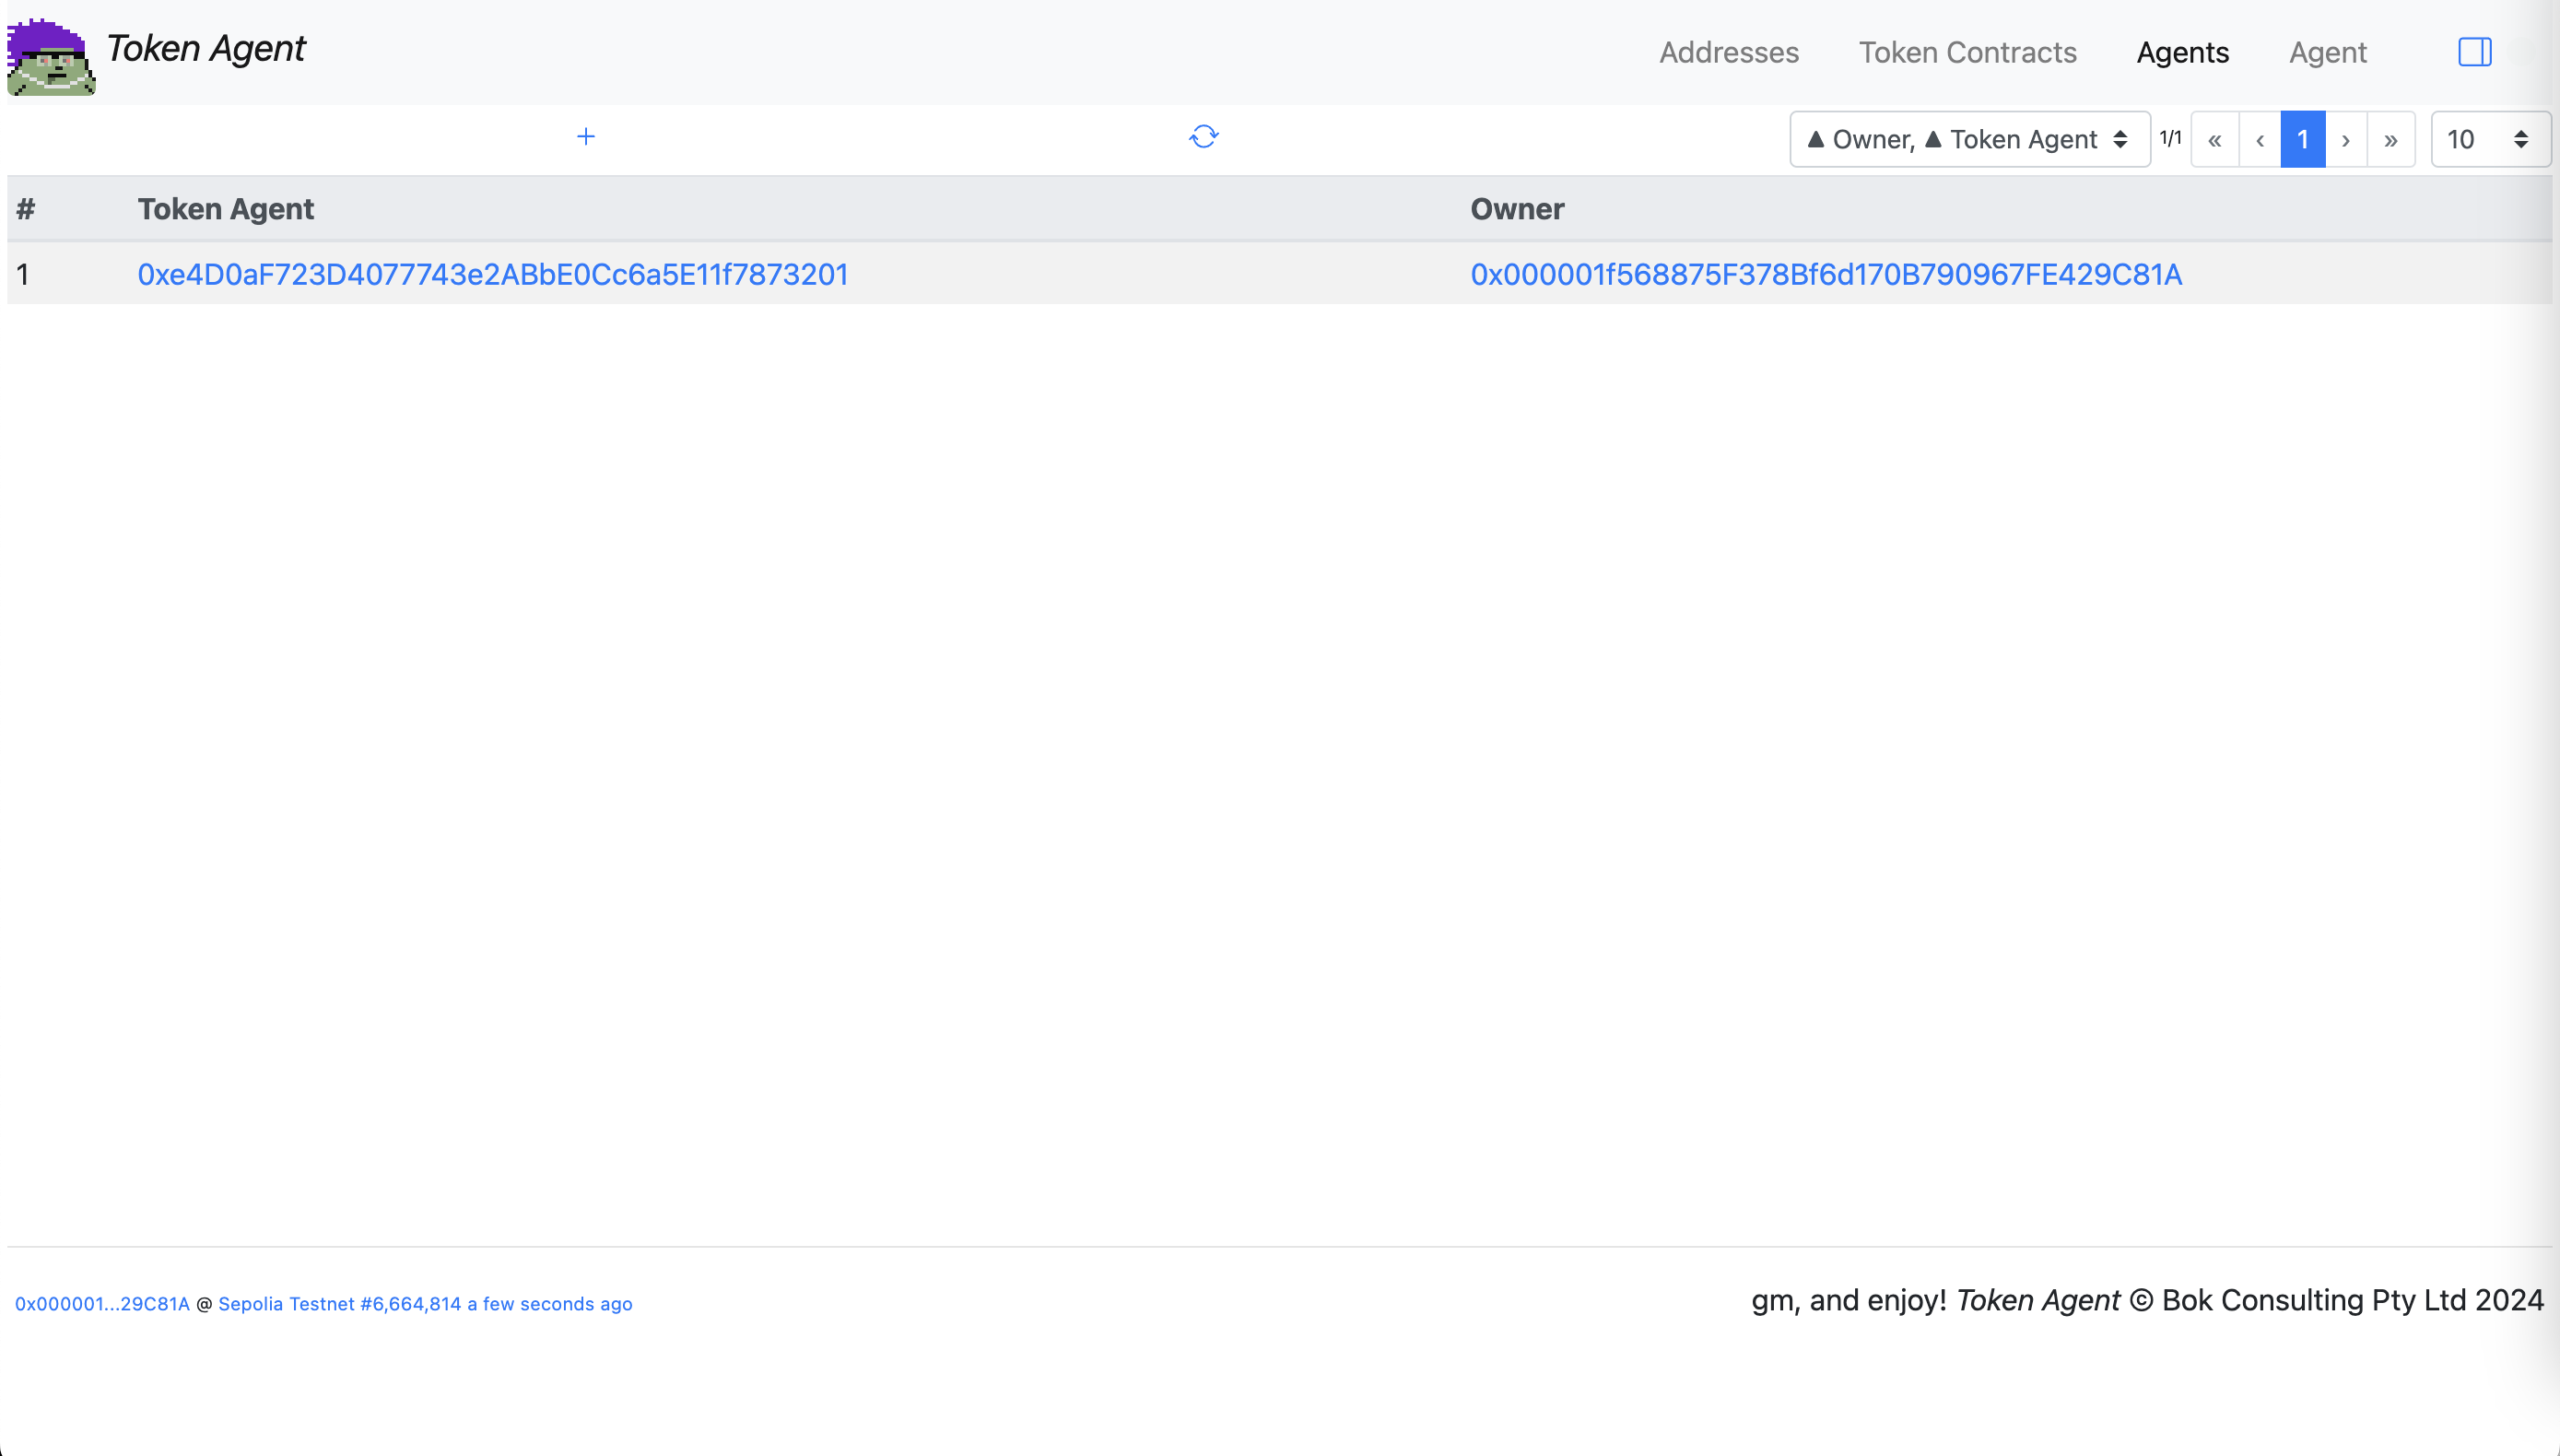 Token Agent
Addresses Token Contracts Agents Agent
+ ▲ Owner, ▲ Token Agent 1/1 « ‹ 1 › » 10
# Token Agent Owner
1 0xe4D0aF723D4077743e2ABbE0Cc6a5E11f7873201 0x000001f568875F378Bf6d170B790967FE429C81A
0x000001...29C81A @ Sepolia Testnet #6,664,814 a few seconds ago
gm, and enjoy! Token Agent © Bok Consulting Pty Ltd 2024